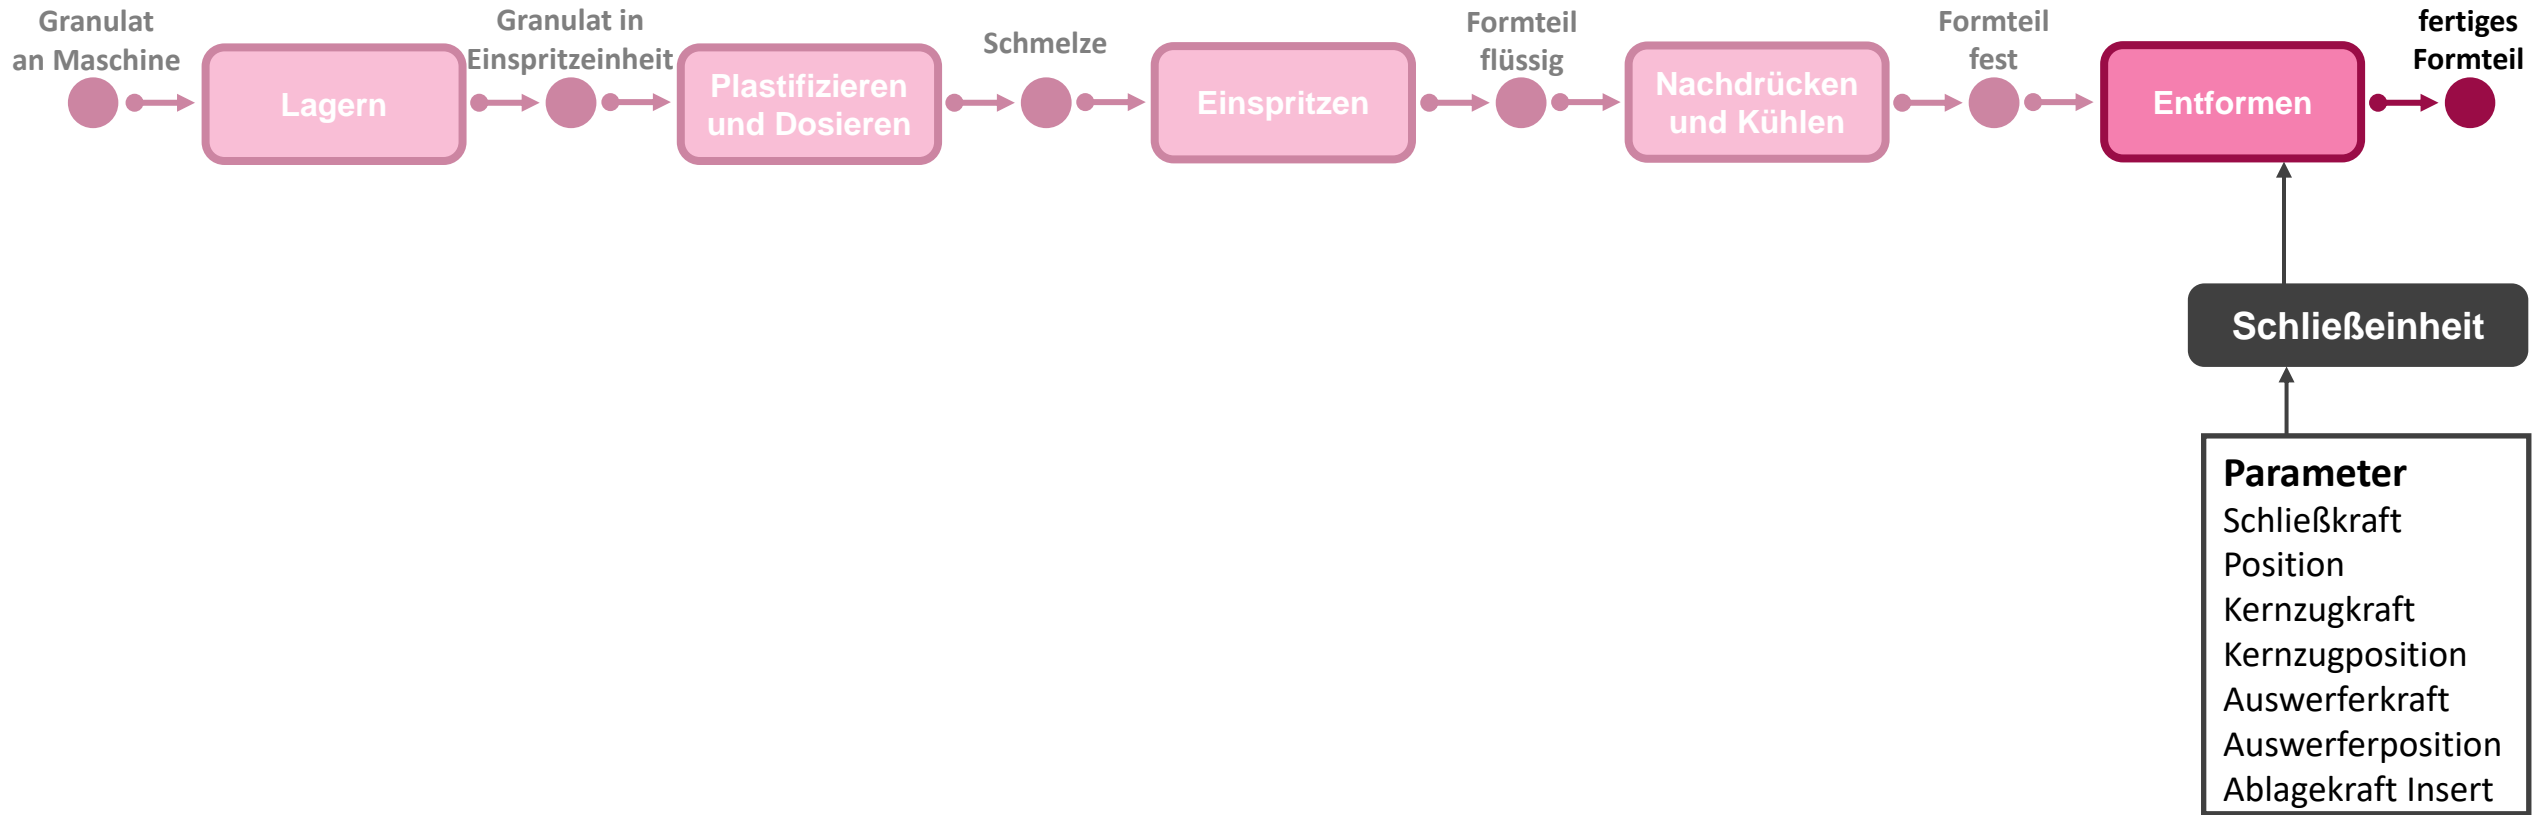 Granulat
an Maschine
Lagern
Granulat in
Einspritzeinheit
Plastifizieren
und Dosieren
Schmelze
Einspritzen
Formteil
flüssig
Nachdrücken
und Kühlen
Formteil
fest
Entformen
fertiges
Formteil
Schließeinheit
Parameter
Schließkraft
Position
Kernzugkraft
Kernzugposition
Auswerferkraft
Auswerferposition
Ablagekraft Insert